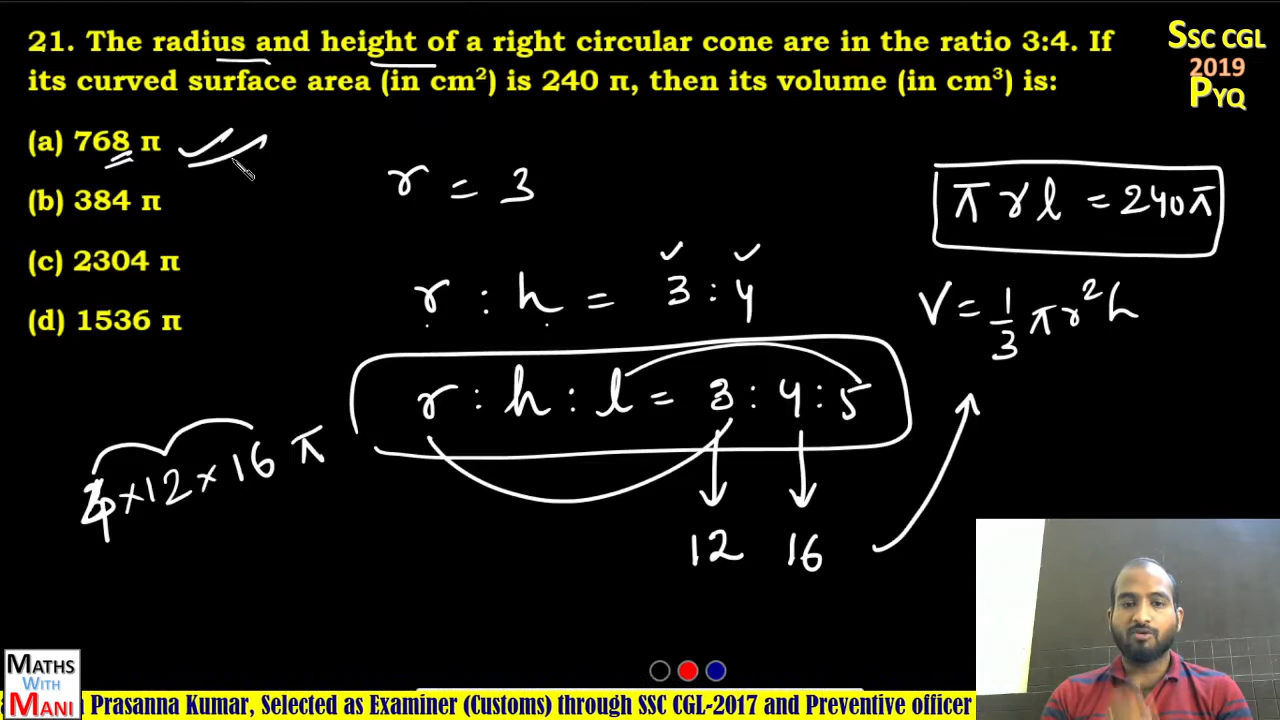 21. The radius and height of a right circular cone are in the ratio 3:4. If
its curved surface area (in cm²) is 240 π, then its volume (in cm³) is:
SSC CGL
2019
PYQ
(a) 768 π
(b) 384 π
(c) 2304 π
(d) 1536 π
r = 3
π r l = 240π
r : h = 3 : 4
V = 1/3 π r² h
r : h : l = 3 : 4 : 5
4 × 12 × 16 π
12 16
MATHS
WITH
MANI
Prasanna Kumar, Selected as Examiner (Customs) through SSC CGL-2017 and Preventive officer